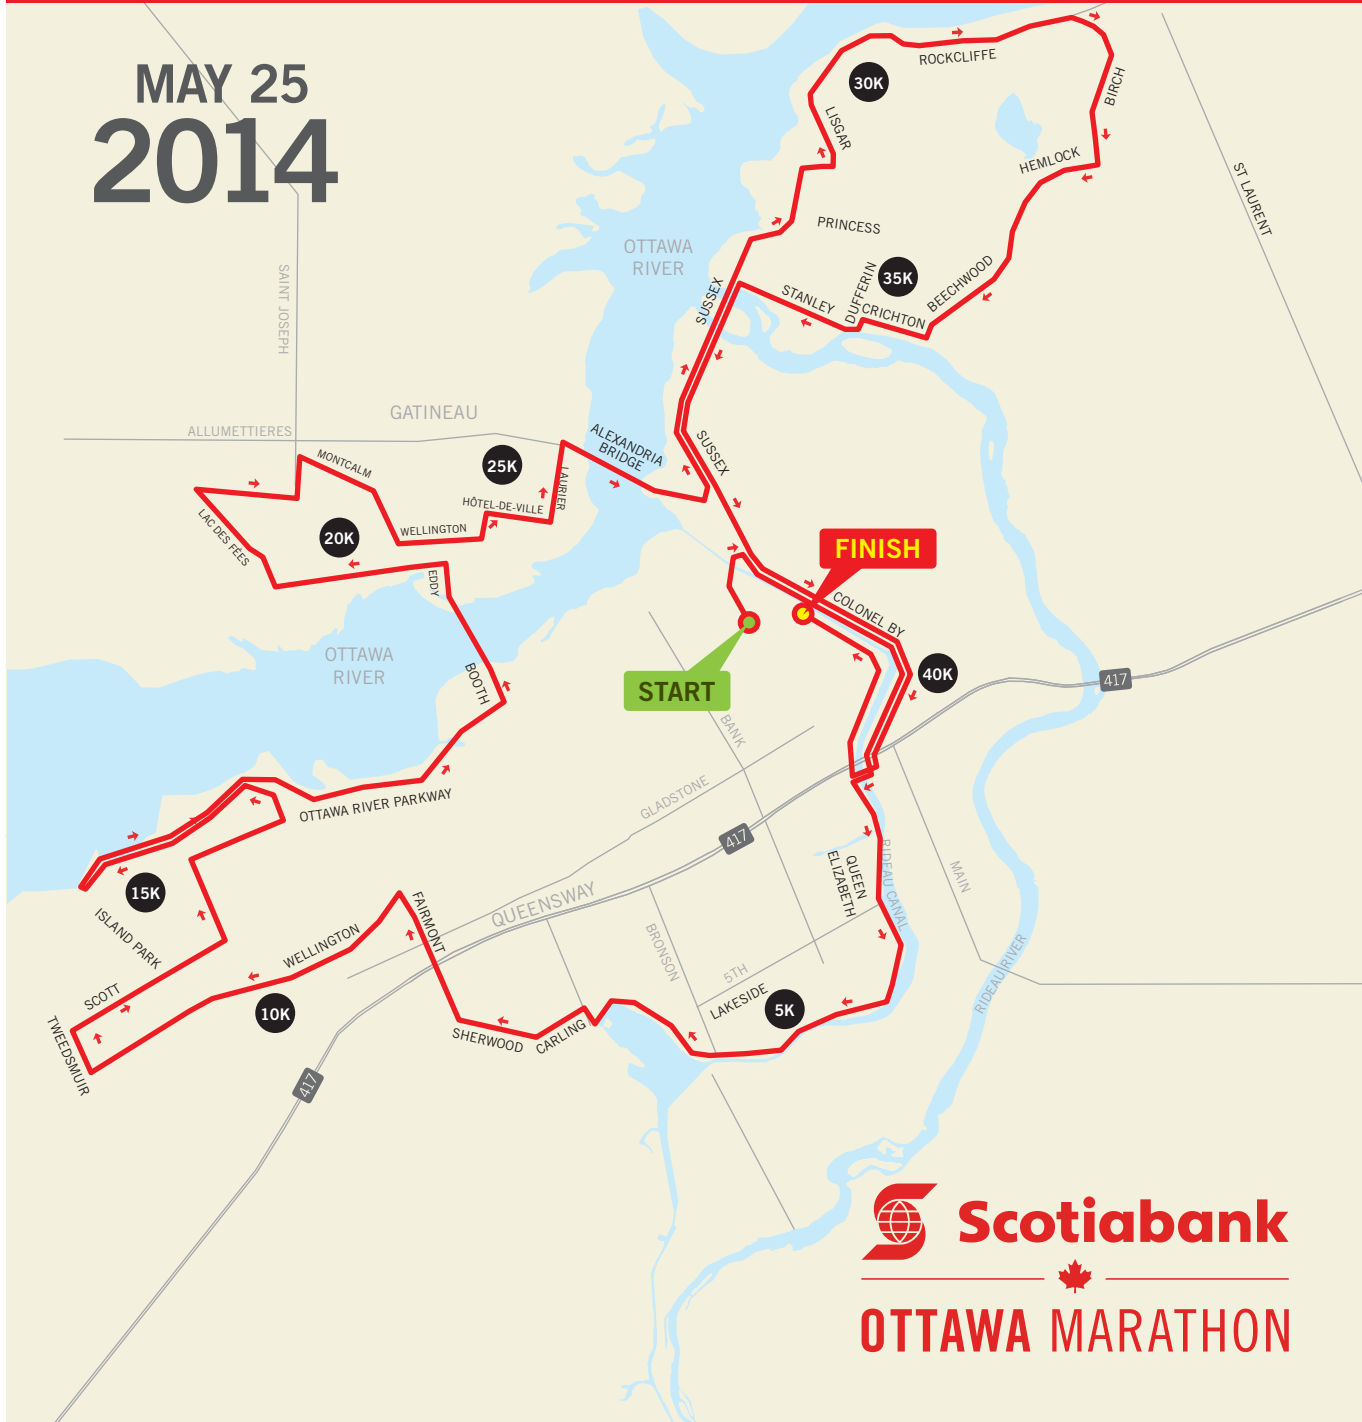 MAY 25
2014
ROCKCLIFFE
30K
BIRCH
LISGAR
HEMLOCK
ST LAURENT
PRINCESS
OTTAWA
RIVER
35K
DUFFERIN
BEECHWOOD
STANLEY
CRICHTON
SUSSEX
SAINT JOSEPH
GATINEAU
ALLUMETTIERES
MONTCALM
25K
ALEXANDRIA
BRIDGE
SUSSEX
LAURIER
HÔTEL-DE-VILLE
LAC DES FÉES
20K
WELLINGTON
EDDY
FINISH
COLONEL BY
OTTAWA
RIVER
BOOTH
START
40K
417
BANK
GLADSTONE
OTTAWA RIVER PARKWAY
417
RIDEAU CANAL
QUEEN
ELIZABETH
MAIN
15K
ISLAND PARK
FAIRMONT
QUEENSWAY
BRONSON
WELLINGTON
5TH
RIDEAU RIVER
SCOTT
10K
LAKESIDE
5K
TWEEDSMUIR
SHERWOOD
CARLING
417
Scotiabank
OTTAWA MARATHON